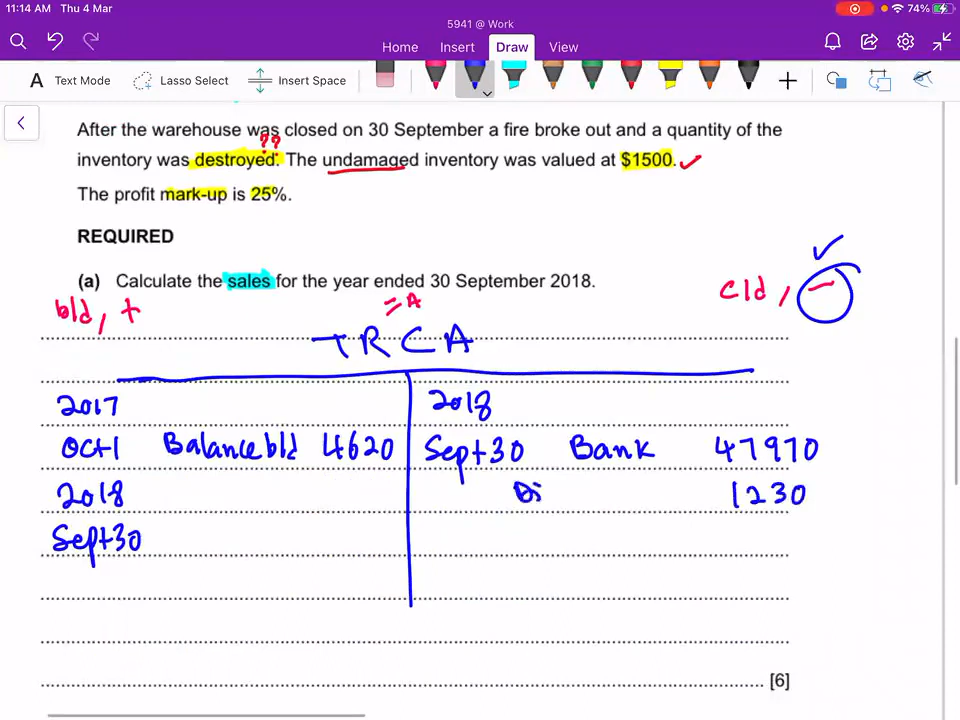 11:14 AM Thu 4 Mar 74%
5941 @ Work
Home Insert Draw View
A Text Mode Lasso Select Insert Space
After the warehouse was closed on 30 September a fire broke out and a quantity of the
??
inventory was destroyed. The undamaged inventory was valued at $1500.
The profit mark-up is 25%.
REQUIRED
(a) Calculate the sales for the year ended 30 September 2018.
b/d, + = A c/d, -
TRCA
2017 2018
Oct 1 Balance b/d 4620 Sept 30 Bank 47970
2018 Di 1230
Sept 30
[6]